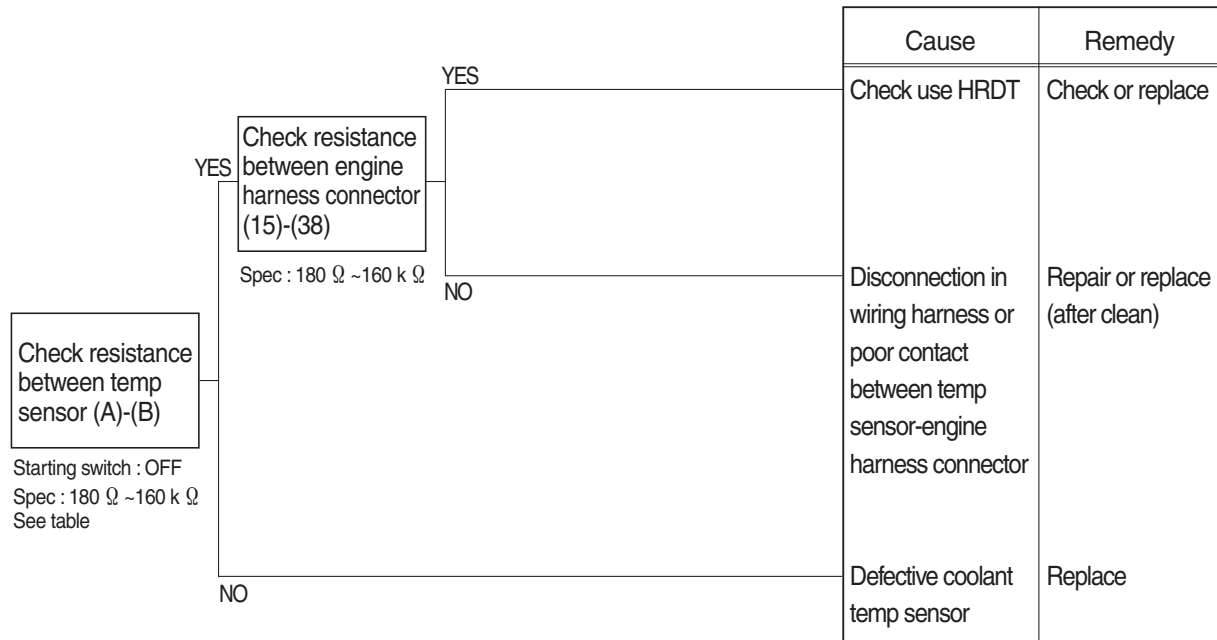 Cause Remedy
YES
Check use HRDT Check or replace
Check resistance
between engine
harness connector
(15)-(38)
YES
Spec : 180 Ω ~160 k Ω
NO
Disconnection in Repair or replace
wiring harness or (after clean)
poor contact
between temp
sensor-engine
harness connector
Check resistance
between temp
sensor (A)-(B)
Starting switch : OFF
Spec : 180 Ω ~160 k Ω
See table
NO
Defective coolant Replace
temp sensor